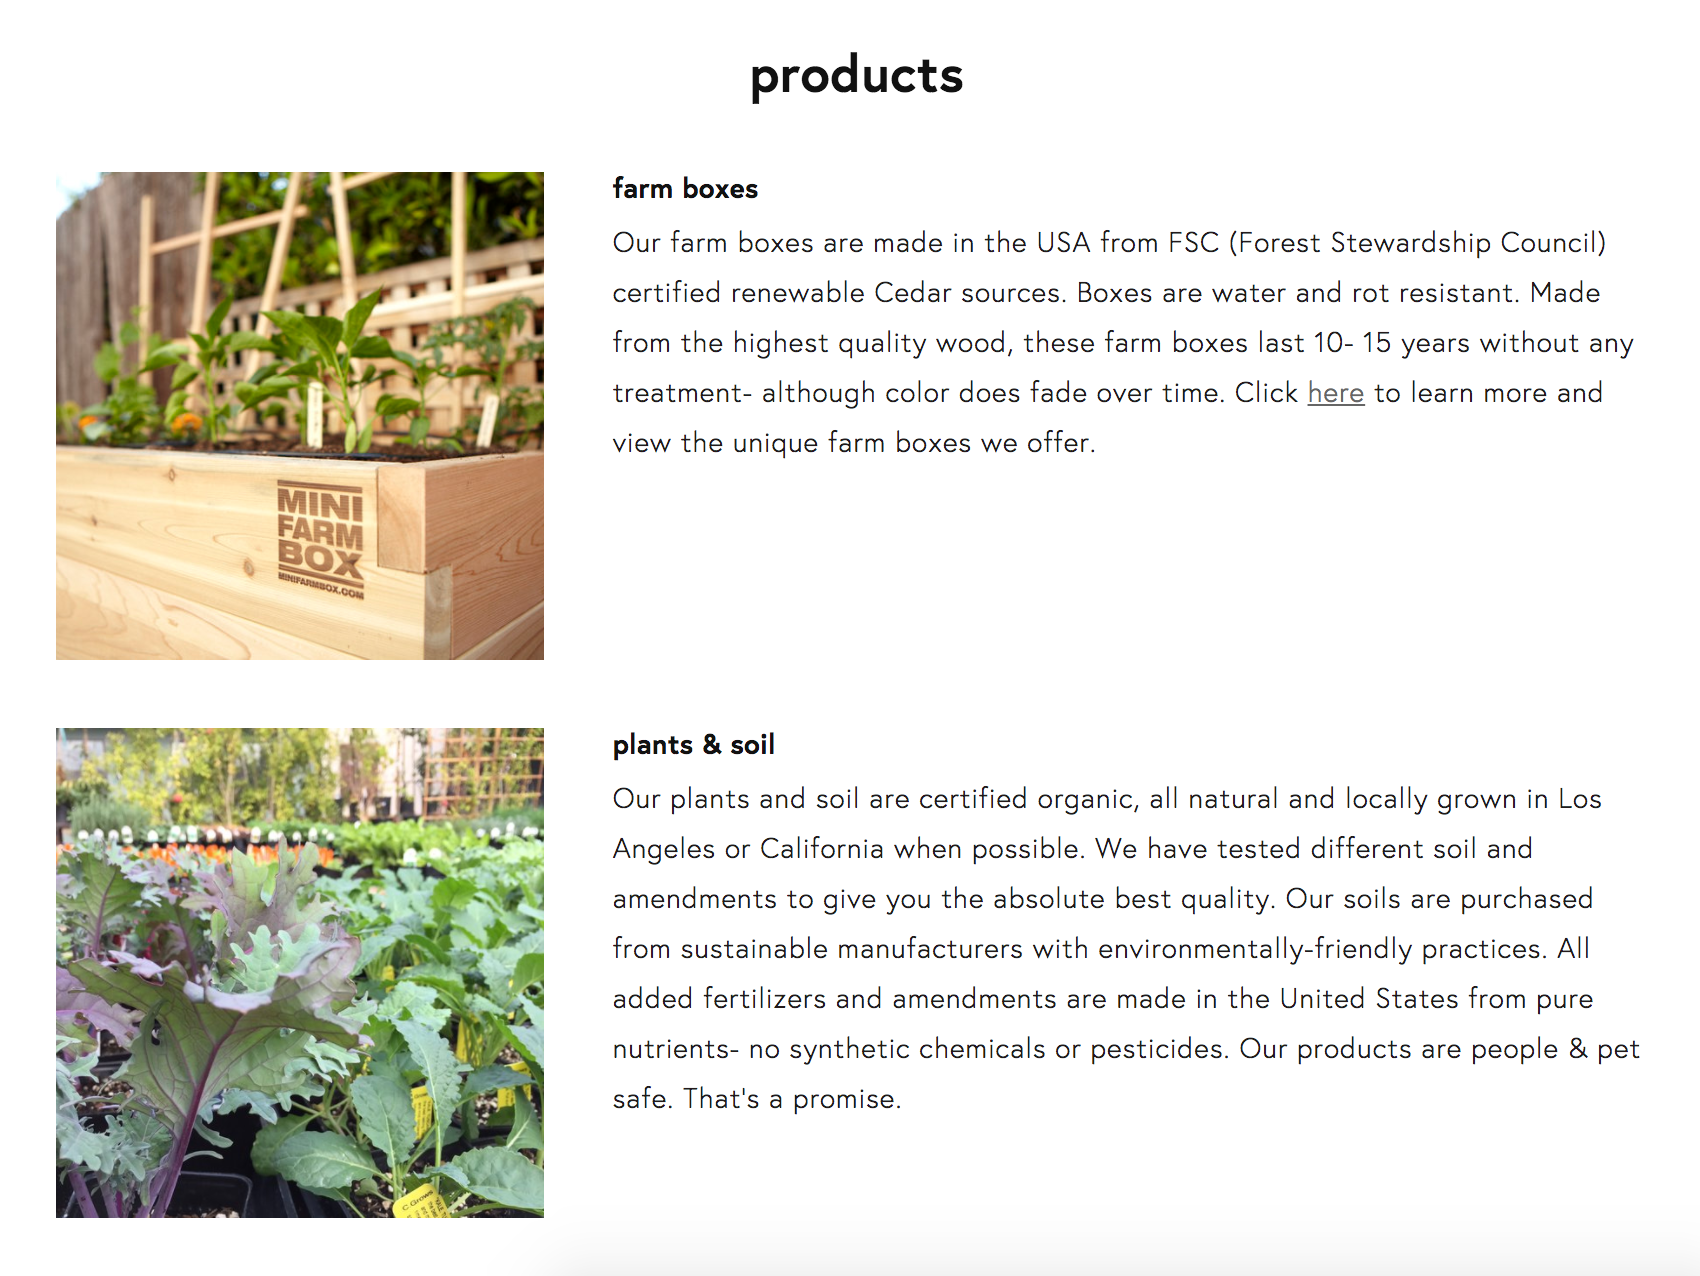 products
farm boxes
Our farm boxes are made in the USA from FSC (Forest Stewardship Council)
certified renewable Cedar sources. Boxes are water and rot resistant. Made
from the highest quality wood, these farm boxes last 10- 15 years without any
treatment- although color does fade over time. Click here to learn more and
view the unique farm boxes we offer.
MINI
FARM
BOX
MINIFARMBOX.COM
plants & soil
Our plants and soil are certified organic, all natural and locally grown in Los
Angeles or California when possible. We have tested different soil and
amendments to give you the absolute best quality. Our soils are purchased
from sustainable manufacturers with environmentally-friendly practices. All
added fertilizers and amendments are made in the United States from pure
nutrients- no synthetic chemicals or pesticides. Our products are people & pet
safe. That's a promise.